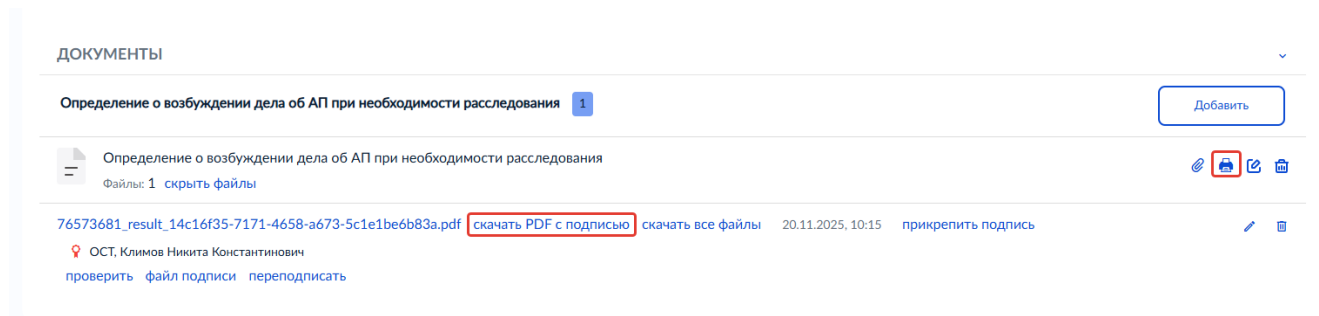 ДОКУМЕНТЫ
Определение о возбуждении дела об АП при необходимости расследования 1 Добавить
Определение о возбуждении дела об АП при необходимости расследования
Файлы: 1 скрыть файлы
76573681_result_14c16f35-7171-4658-a673-5c1e1be6b83a.pdf скачать PDF с подписью скачать все файлы 20.11.2025, 10:15 прикрепить подпись
ОСТ, Климов Никита Константинович
проверить файл подписи переподписать